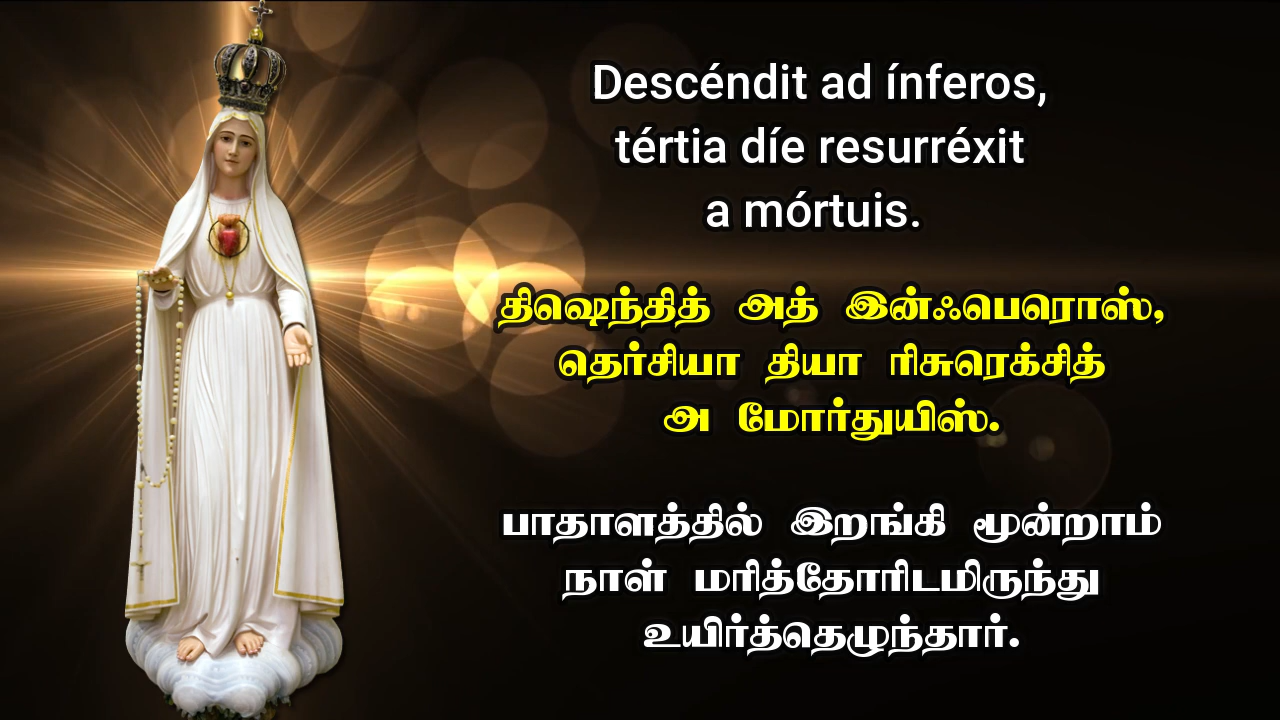 Descéndit ad ínferos,
tértia díe resurréxit
a mórtuis.
திஷெந்தித் அத் இன்ஃபெரொஸ்,
தெர்சியா தியா ரிசுரெக்சித்
அ மோர்துயிஸ்.
பாதாளத்தில் இறங்கி மூன்றாம்
நாள் மரித்தோரிடமிருந்து
உயிர்த்தெழுந்தார்.